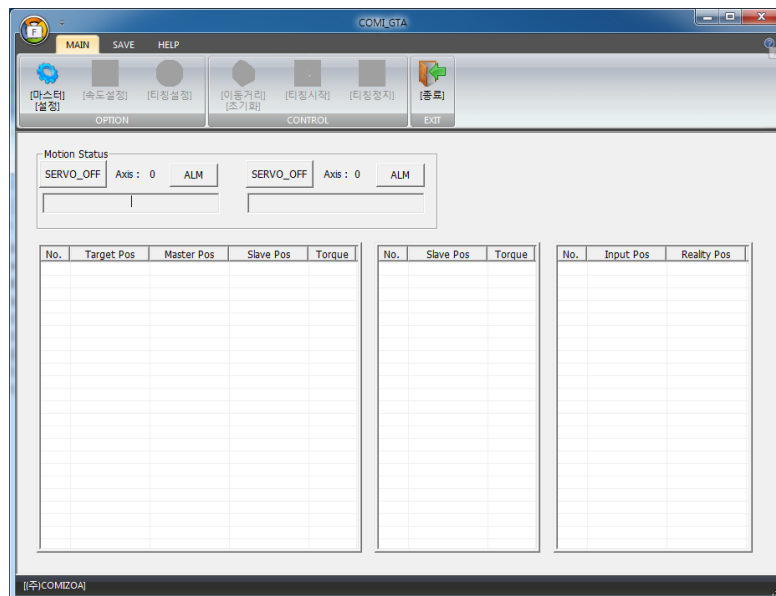 COMI_GTA
F
MAIN SAVE HELP
[마스터] [속도설정] [티칭설정] [이동거리] [티칭시작] [티칭정지] [종료]
[설정] [초기화]
OPTION CONTROL EXIT
Motion Status
SERVO_OFF Axis : 0 ALM SERVO_OFF Axis : 0 ALM
No. Target Pos Master Pos Slave Pos Torque No. Slave Pos Torque No. Input Pos Reality Pos
[(주)COMIZOA]